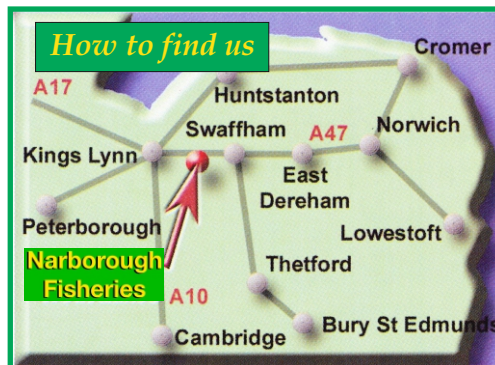 How to find us
Cromer
A17
Huntstanton
Swaffham
A47
Norwich
Kings Lynn
East
Dereham
Peterborough
Lowestoft
Narborough
Fisheries
Thetford
A10
Cambridge
Bury St Edmunds